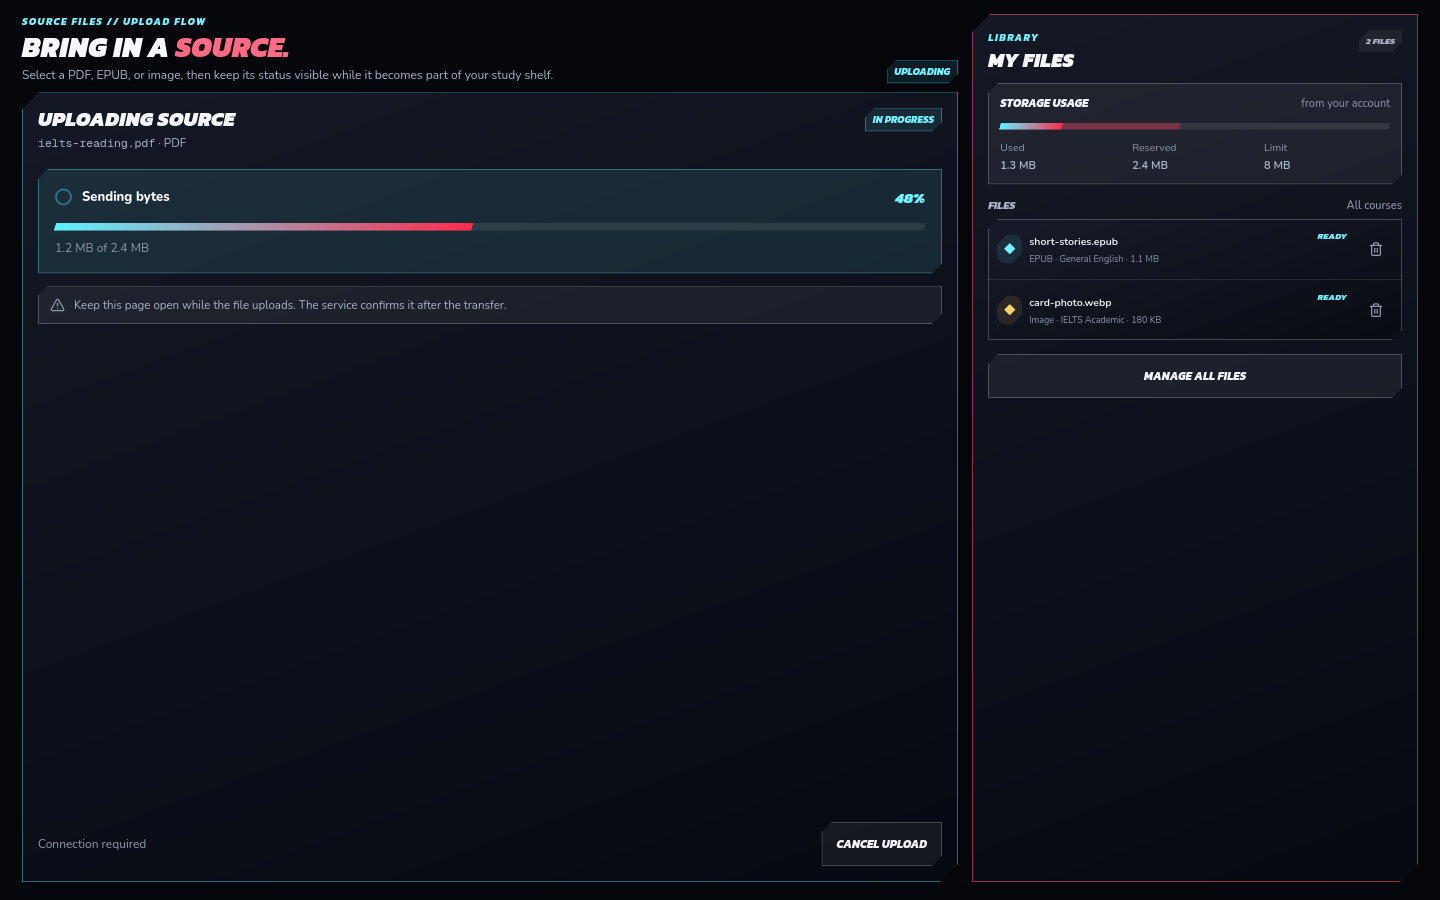 SOURCE FILES // UPLOAD FLOW
BRING IN A SOURCE.
Select a PDF, EPUB, or image, then keep its status visible while it becomes part of your study shelf.
UPLOADING
UPLOADING SOURCE
IN PROGRESS
ielts-reading.pdf · PDF
Sending bytes
48%
1.2 MB of 2.4 MB
Keep this page open while the file uploads. The service confirms it after the transfer.
Connection required
CANCEL UPLOAD
LIBRARY
2 FILES
MY FILES
STORAGE USAGE
from your account
Used
Reserved
Limit
1.3 MB
2.4 MB
8 MB
FILES
All courses
short-stories.epub
READY
EPUB · General English · 1.1 MB
card-photo.webp
READY
Image · IELTS Academic · 180 KB
MANAGE ALL FILES